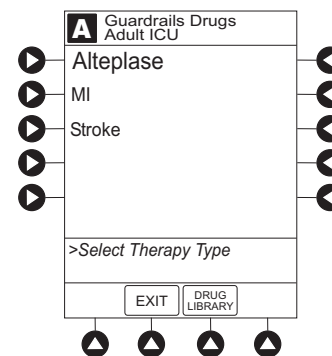 A Guardrails Drugs
Adult ICU
Alteplase
MI
Stroke
>Select Therapy Type
EXIT
DRUG
LIBRARY